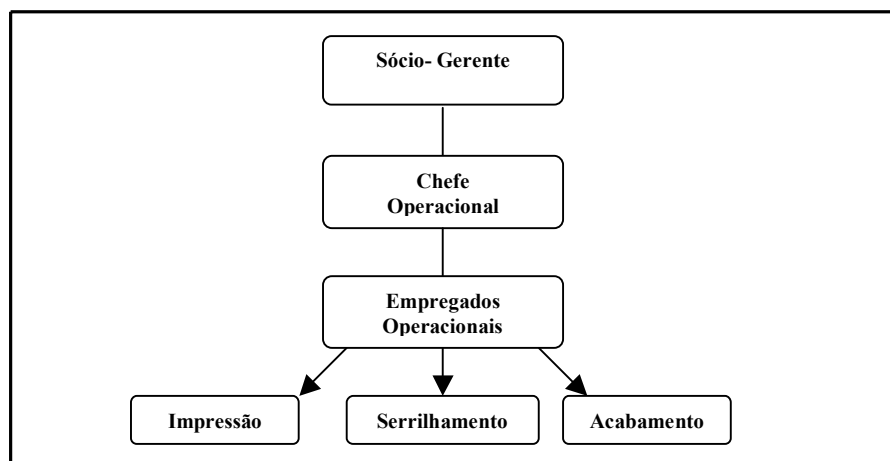 Sócio- Gerente
Chefe
Operacional
Empregados
Operacionais
Impressão
Serrilhamento
Acabamento